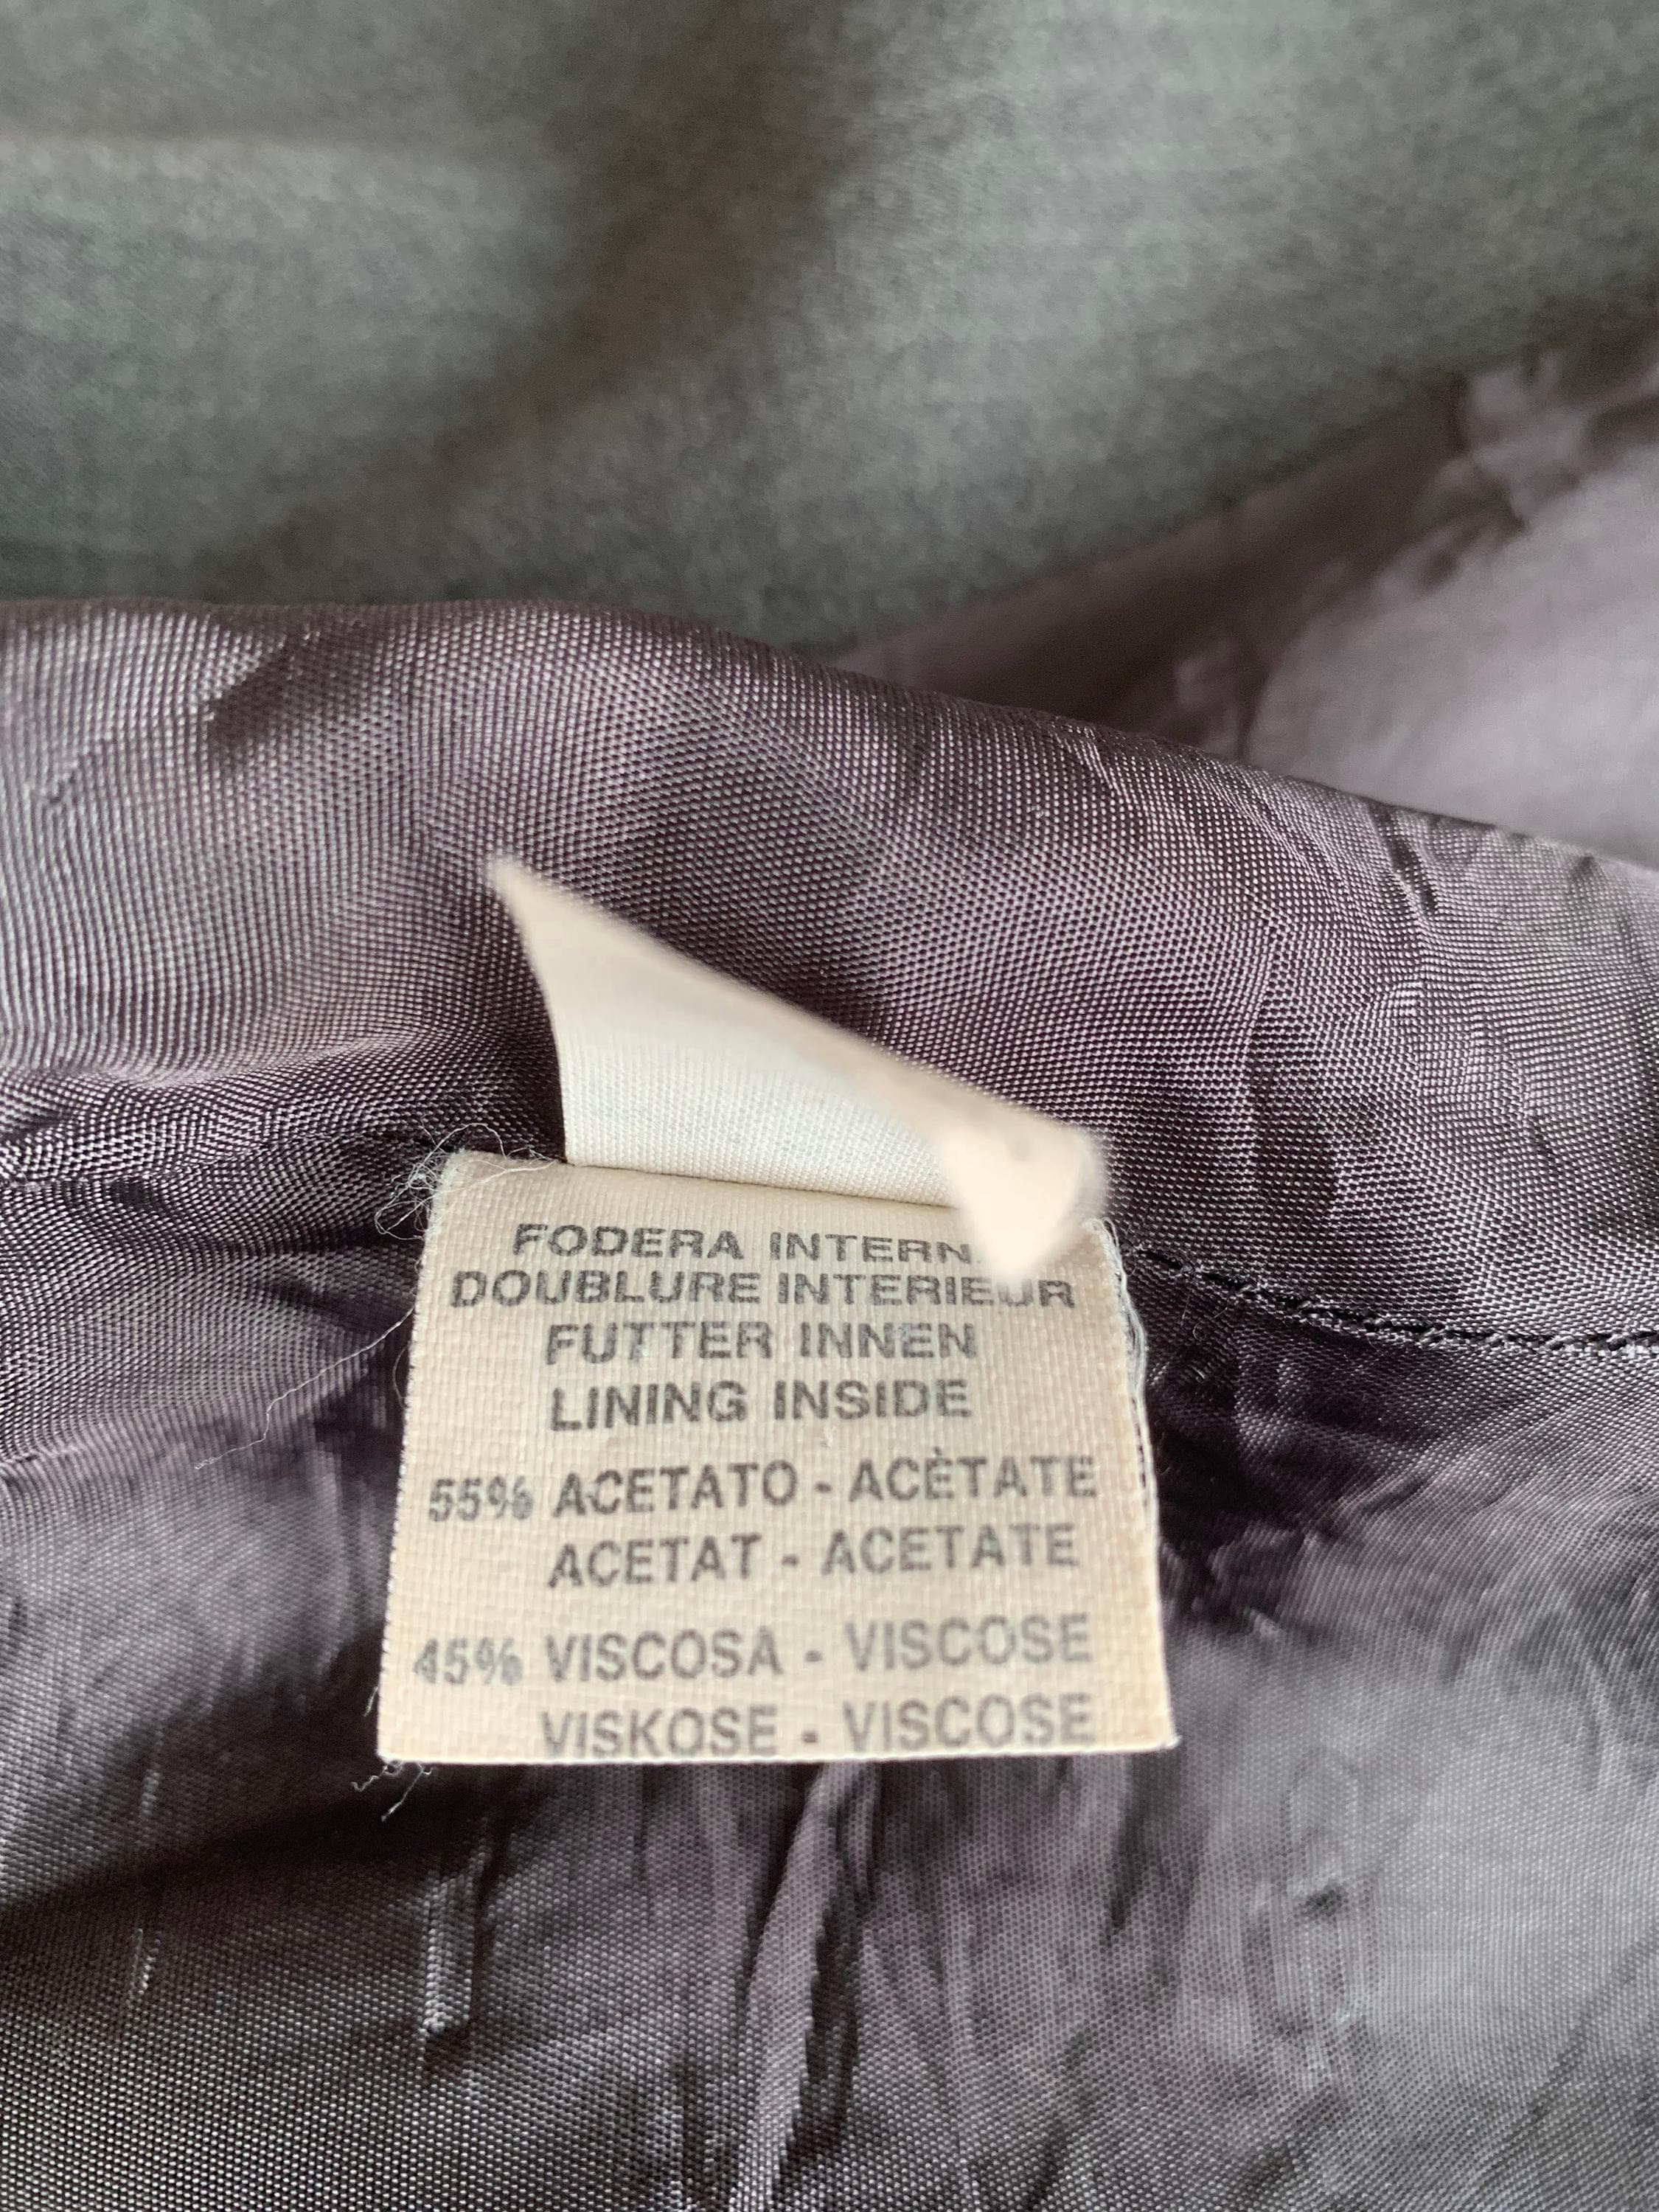 FODERA INTERN
DOUBLURE INTERIEUR
FUTTER INNEN
LINING INSIDE
55% ACETATO - ACÈTATE
ACETAT - ACETATE
45% VISCOSA - VISCOSE
VISKOSE - VISCOSE